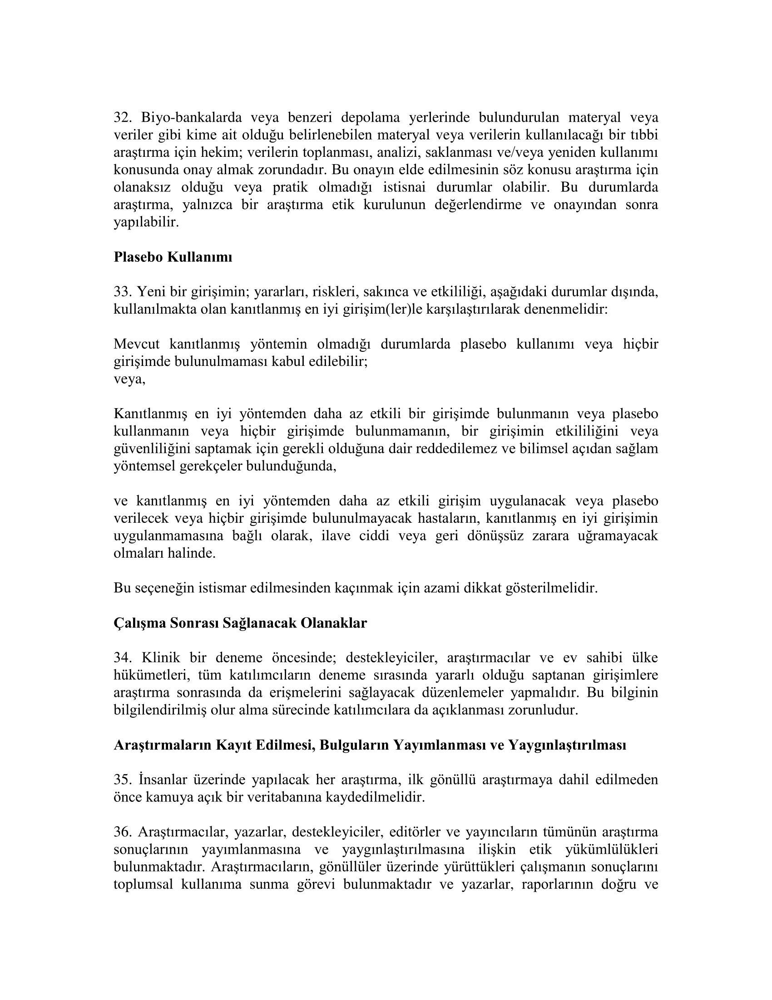 32. Biyo-bankalarda veya benzeri depolama yerlerinde bulundurulan materyal veya
veriler gibi kime ait olduğu belirlenebilen materyal veya verilerin kullanılacağı bir tıbbi
araştırma için hekim; verilerin toplanması, analizi, saklanması ve/veya yeniden kullanımı
konusunda onay almak zorundadır. Bu onayın elde edilmesinin söz konusu araştırma için
olanaksız olduğu veya pratik olmadığı istisnai durumlar olabilir. Bu durumlarda
araştırma, yalnızca bir araştırma etik kurulunun değerlendirme ve onayından sonra
yapılabilir.
Plasebo Kullanımı
33. Yeni bir girişimin; yararları, riskleri, sakınca ve etkililiği, aşağıdaki durumlar dışında,
kullanılmakta olan kanıtlanmış en iyi girişim(ler)le karşılaştırılarak denenmelidir:
Mevcut kanıtlanmış yöntemin olmadığı durumlarda plasebo kullanımı veya hiçbir
girişimde bulunulmaması kabul edilebilir;
veya,
Kanıtlanmış en iyi yöntemden daha az etkili bir girişimde bulunmanın veya plasebo
kullanmanın veya hiçbir girişimde bulunmamanın, bir girişimin etkililiğini veya
güvenliliğini saptamak için gerekli olduğuna dair reddedilemez ve bilimsel açıdan sağlam
yöntemsel gerekçeler bulunduğunda,
ve kanıtlanmış en iyi yöntemden daha az etkili girişim uygulanacak veya plasebo
verilecek veya hiçbir girişimde bulunulmayacak hastaların, kanıtlanmış en iyi girişimin
uygulanmamasına bağlı olarak, ilave ciddi veya geri dönüşsüz zarara uğramayacak
olmaları halinde.
Bu seçeneğin istismar edilmesinden kaçınmak için azami dikkat gösterilmelidir.
Çalışma Sonrası Sağlanacak Olanaklar
34. Klinik bir deneme öncesinde; destekleyiciler, araştırmacılar ve ev sahibi ülke
hükümetleri, tüm katılımcıların deneme sırasında yararlı olduğu saptanan girişimlere
araştırma sonrasında da erişmelerini sağlayacak düzenlemeler yapmalıdır. Bu bilginin
bilgilendirilmiş olur alma sürecinde katılımcılara da açıklanması zorunludur.
Araştırmaların Kayıt Edilmesi, Bulguların Yayımlanması ve Yaygınlaştırılması
35. İnsanlar üzerinde yapılacak her araştırma, ilk gönüllü araştırmaya dahil edilmeden
önce kamuya açık bir veritabanına kaydedilmelidir.
36. Araştırmacılar, yazarlar, destekleyiciler, editörler ve yayıncıların tümünün araştırma
sonuçlarının yayımlanmasına ve yaygınlaştırılmasına ilişkin etik yükümlülükleri
bulunmaktadır. Araştırmacıların, gönüllüler üzerinde yürüttükleri çalışmanın sonuçlarını
toplumsal kullanıma sunma görevi bulunmaktadır ve yazarlar, raporlarının doğru ve